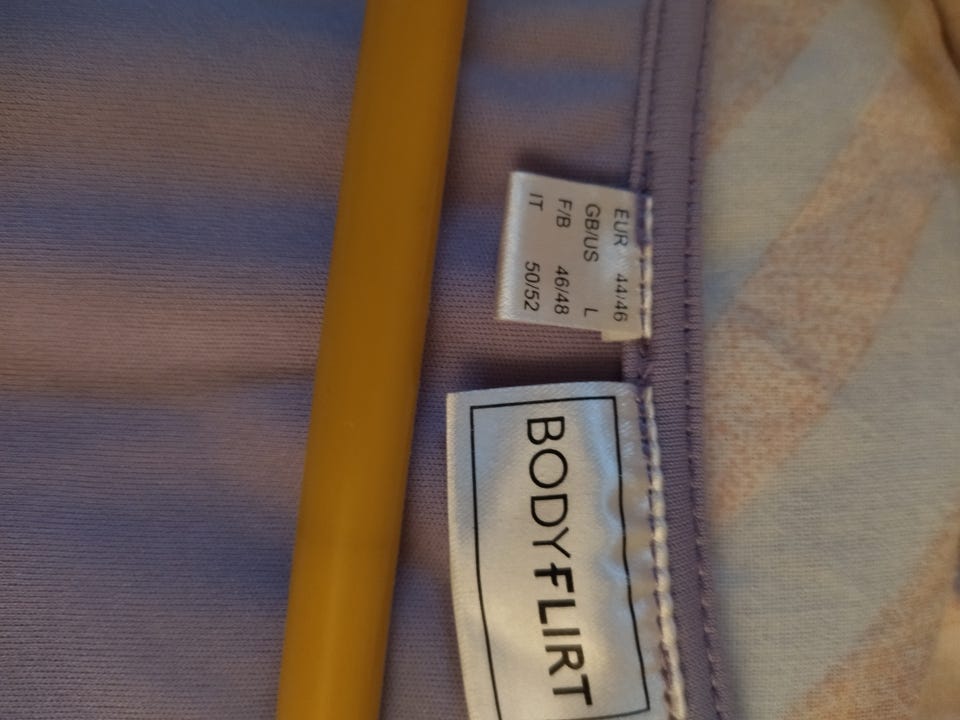 EUR 44/46
GB/US L
F/B 46/48
IT 50/52
BODYFLIRT